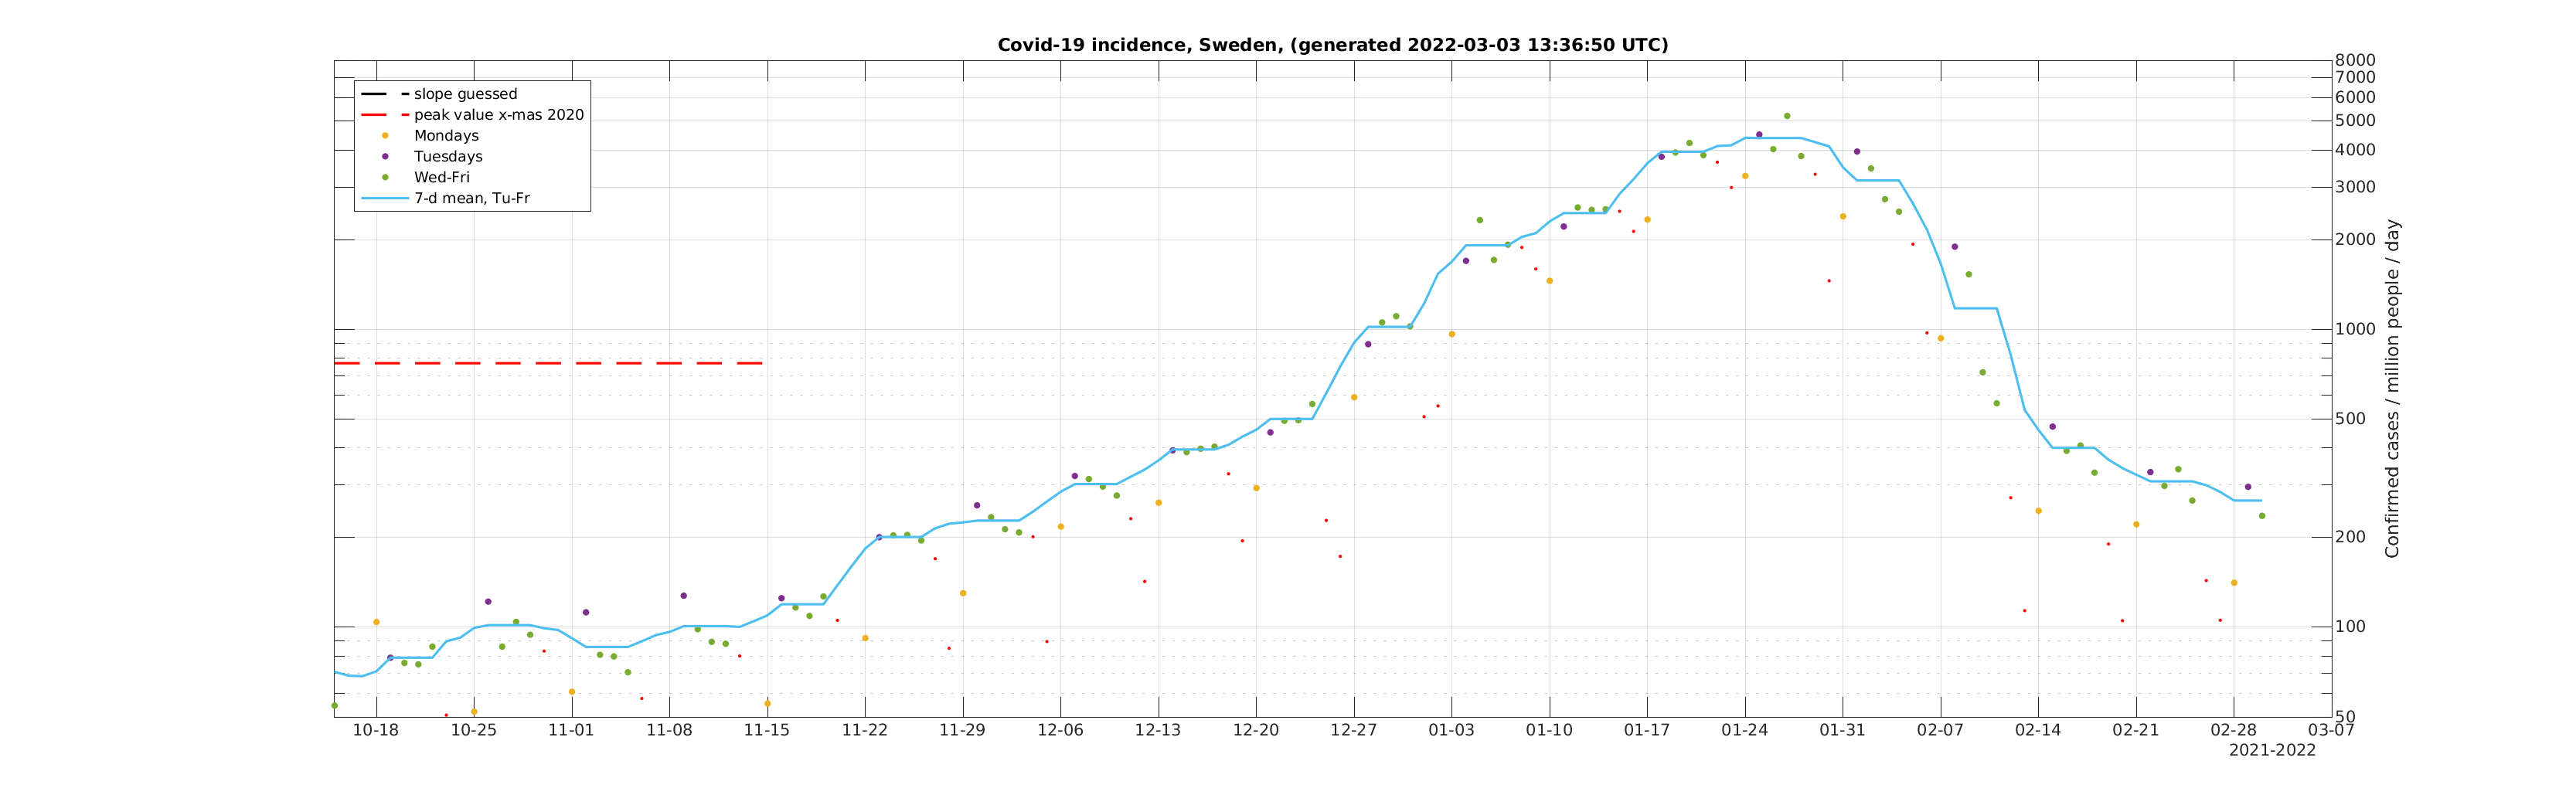 Covid-19 incidence, Sweden, (generated 2022-03-03 13:36:50 UTC)
slope guessed
peak value x-mas 2020
Mondays
Tuesdays
Wed-Fri
7-d mean, Tu-Fr
8000
7000
6000
5000
4000
3000
2000
1000
500
200
100
50
Confirmed cases / million people / day
10-18 10-25 11-01 11-08 11-15 11-22 11-29 12-06 12-13 12-20 12-27 01-03 01-10 01-17 01-24 01-31 02-07 02-14 02-21 02-28 03-07
2021-2022